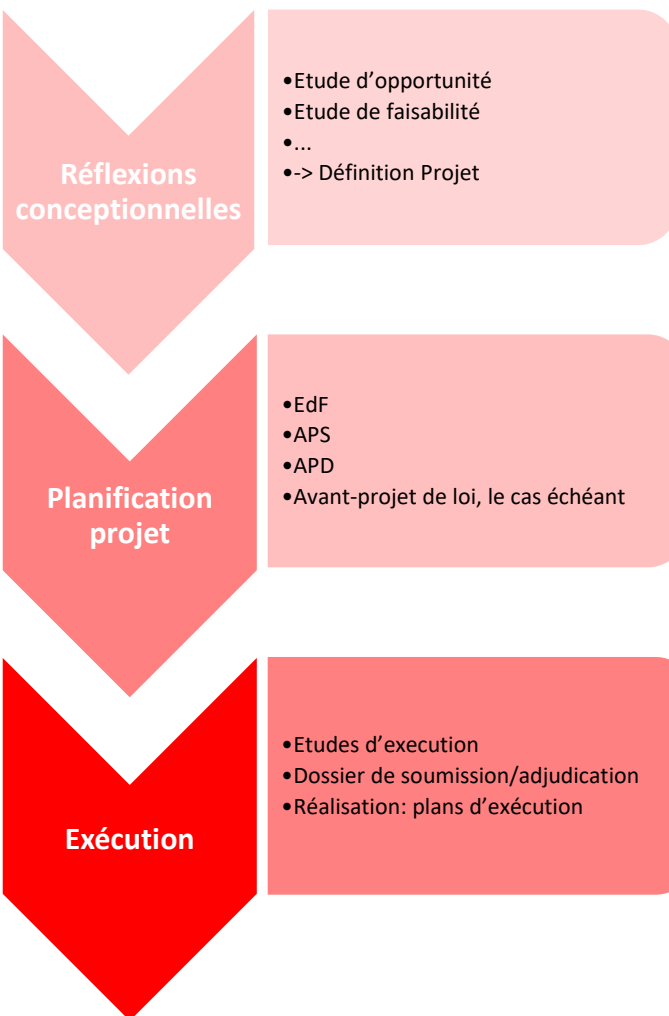 Réflexions
conceptionnelles
•Etude d’opportunité
•Etude de faisabilité
•...
•-> Définition Projet
Planification
projet
•EdF
•APS
•APD
•Avant-projet de loi, le cas échéant
Exécution
•Etudes d’execution
•Dossier de soumission/adjudication
•Réalisation: plans d’exécution